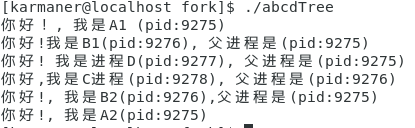 [karmaner@localhost fork]$ ./abcdTree
你好！, 我是A1 (pid:9275)
你好!我是B1(pid:9276), 父进程是(pid:9275)
你好! 我是进程D(pid:9277), 父进程是(pid:9275)
你好,我是C进程(pid:9278), 父进程是(pid:9276)
你好!, 我是B2(pid:9276),父进程是(pid:9275)
你好!, 我是A2(pid:9275)